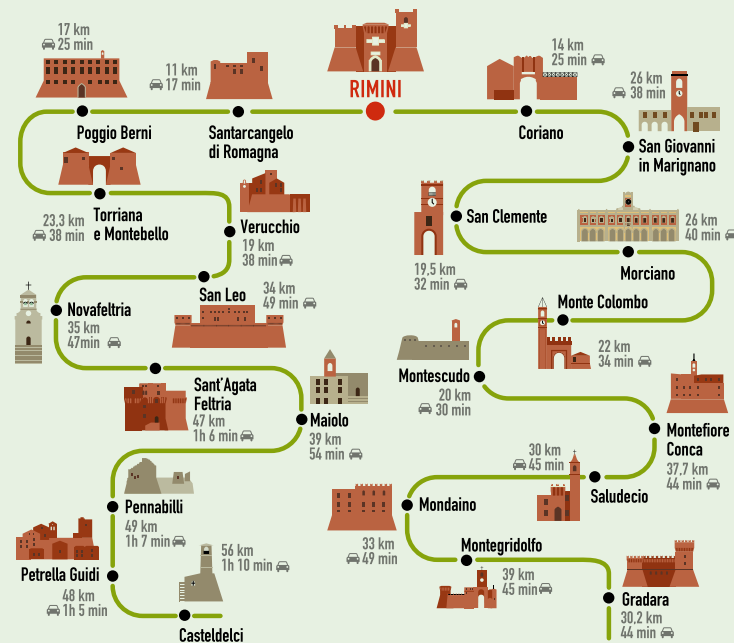 RIMINI
11 km
17 min
Santarcangelo
di Romagna
17 km
25 min
Poggio Berni
Torriana
e Montebello
23,3 km
38 min
Verucchio
19 km
38 min
San Leo
34 km
49 min
Novafeltria
35 km
47min
Sant'Agata
Feltria
47 km
1h 6 min
Maiolo
39 km
54 min
Pennabilli
49 km
1h 7 min
Petrella Guidi
48 km
1h 5 min
56 km
1h 10 min
Casteldelci
14 km
25 min
Coriano
26 km
38 min
San Giovanni
in Marignano
San Clemente
19,5 km
32 min
26 km
40 min
Morciano
Monte Colombo
22 km
34 min
Montescudo
20 km
30 min
Montefiore
Conca
37,7 km
44 min
30 km
45 min
Saludecio
Mondaino
33 km
49 min
Montegridolfo
39 km
45 min
Gradara
30,2 km
44 min